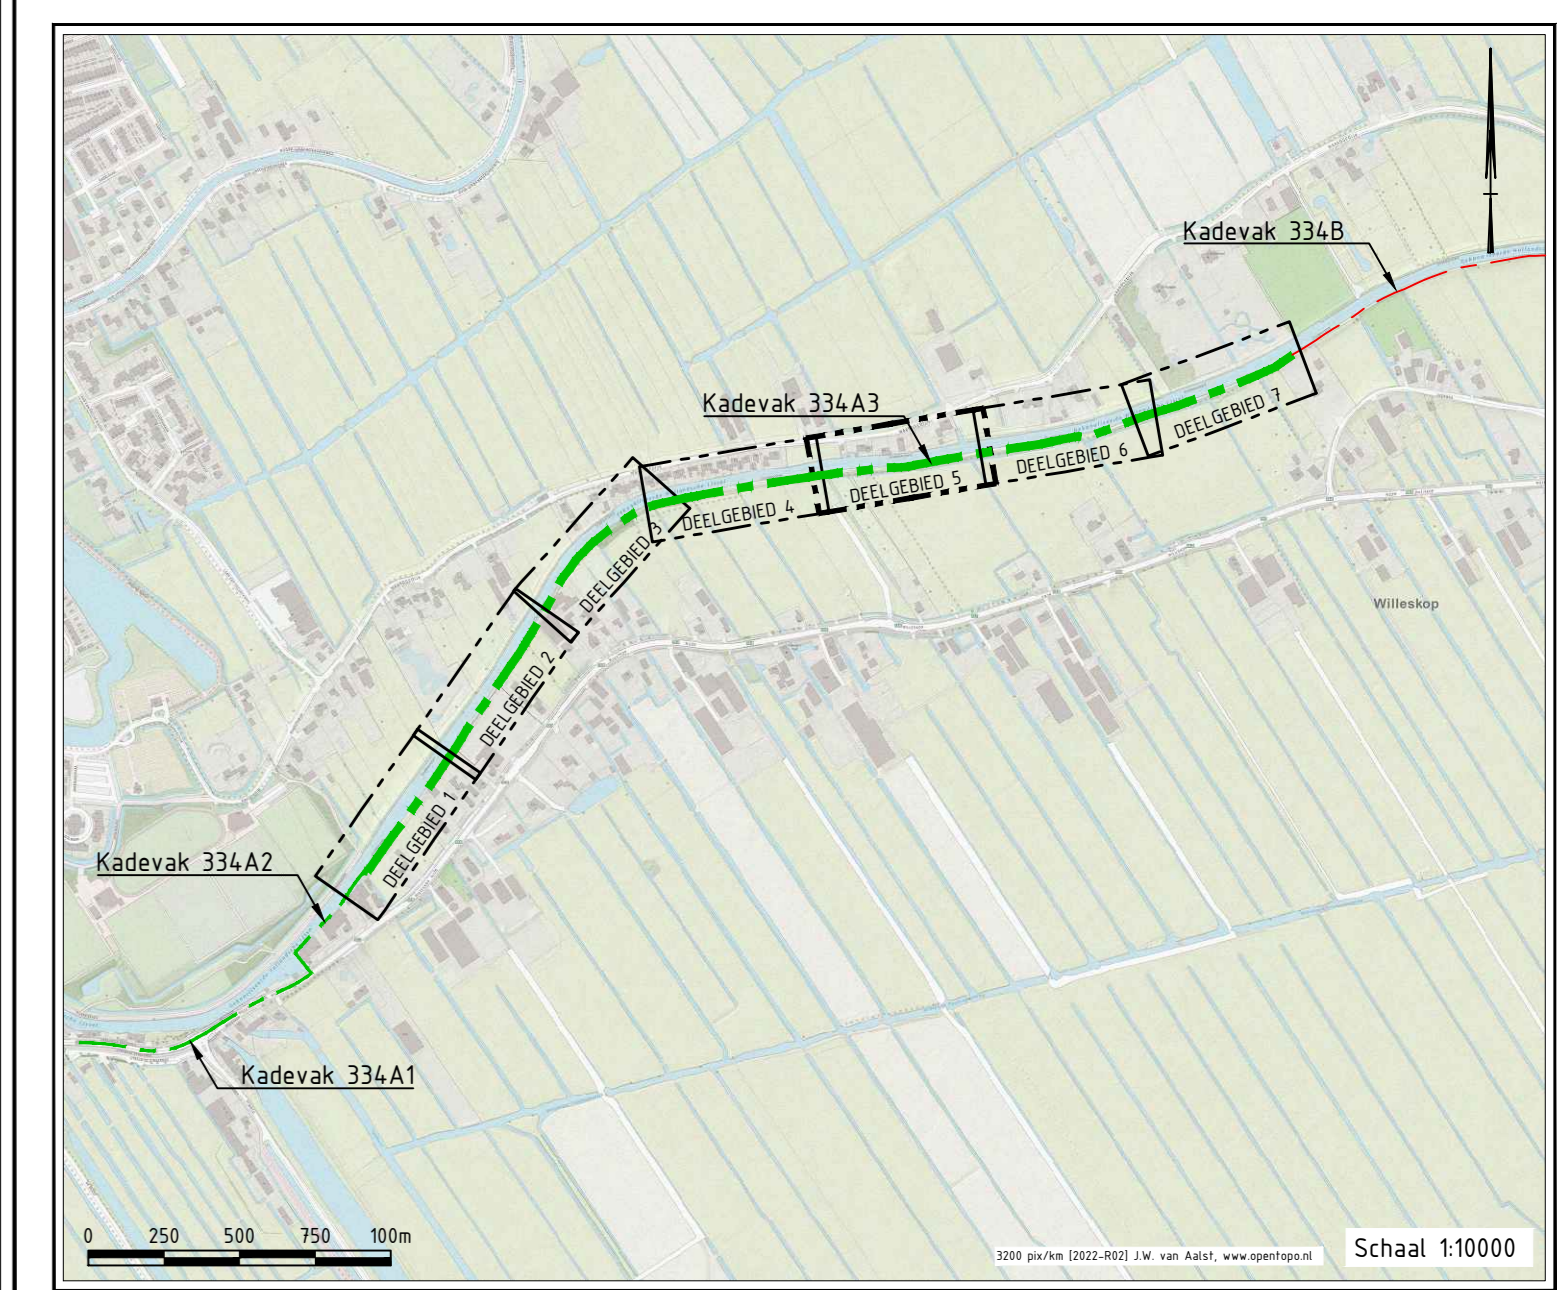 Kadevak 334B
Kadevak 334A3
DEELGEBIED 7
DEELGEBIED 6
DEELGEBIED 5
DEELGEBIED 4
DEELGEBIED 3
DEELGEBIED 2
DEELGEBIED 1
Willeskop
Kadevak 334A2
Kadevak 334A1
0 250 500 750 100m
3200 pix/km [2022-R02] J.W. van Aalst, www.opentopo.nl
Schaal 1:10000